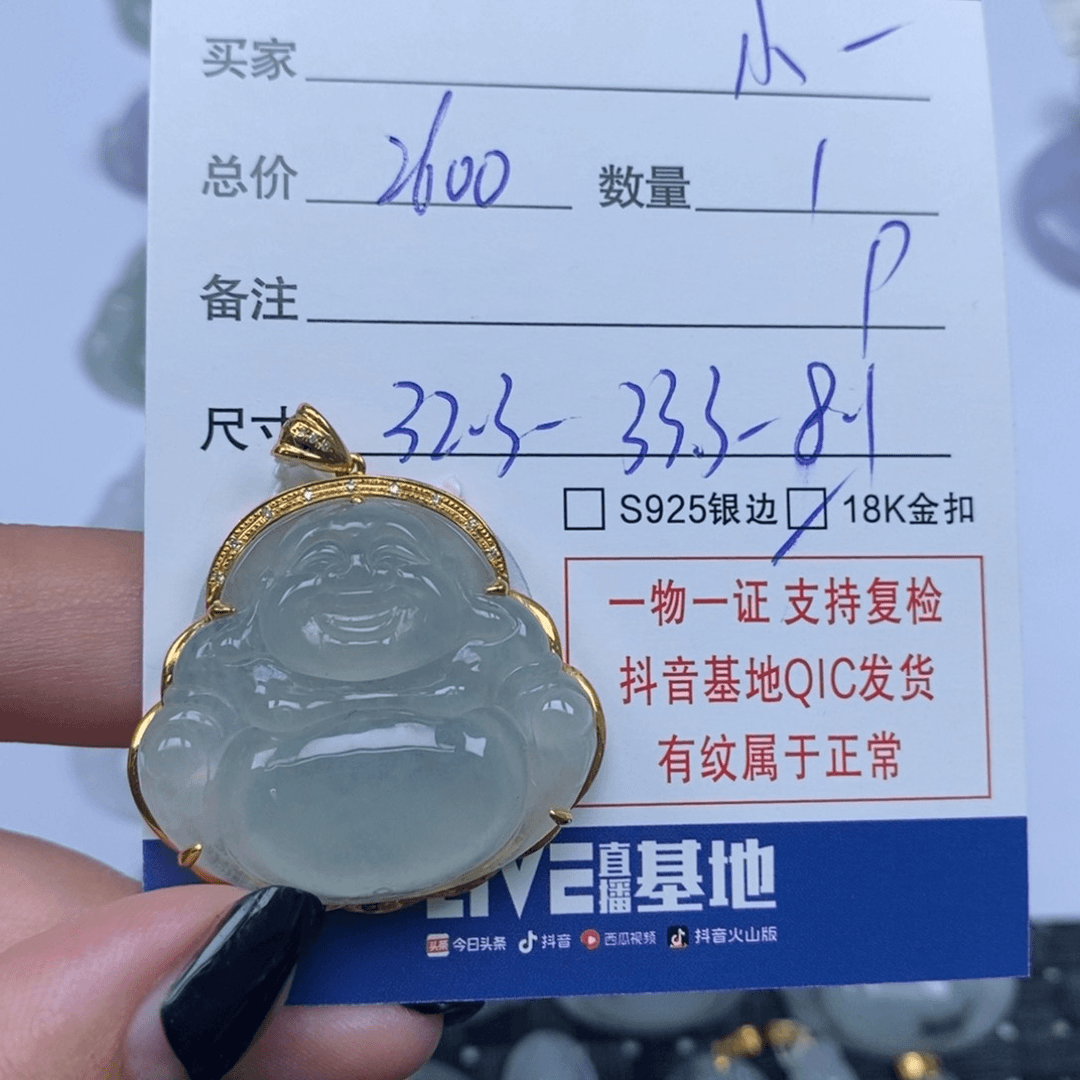 买家 小一
总价 2600 数量 1
备注 P
尺寸 32.5-33.5-8.1
S925银边 18K金扣
一物一证 支持复检
抖音基地QIC发货
有纹属于正常
LIVE直播基地
头条 今日头条 抖音 西瓜视频 抖音火山版